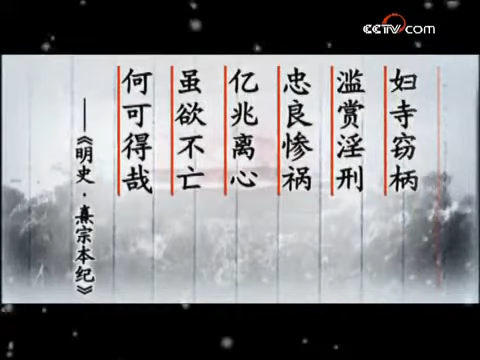 CCTV.com
妇寺窃柄
滥赏淫刑
忠良惨祸
亿兆离心
虽欲不亡
何可得哉
——《明史·熹宗本纪》